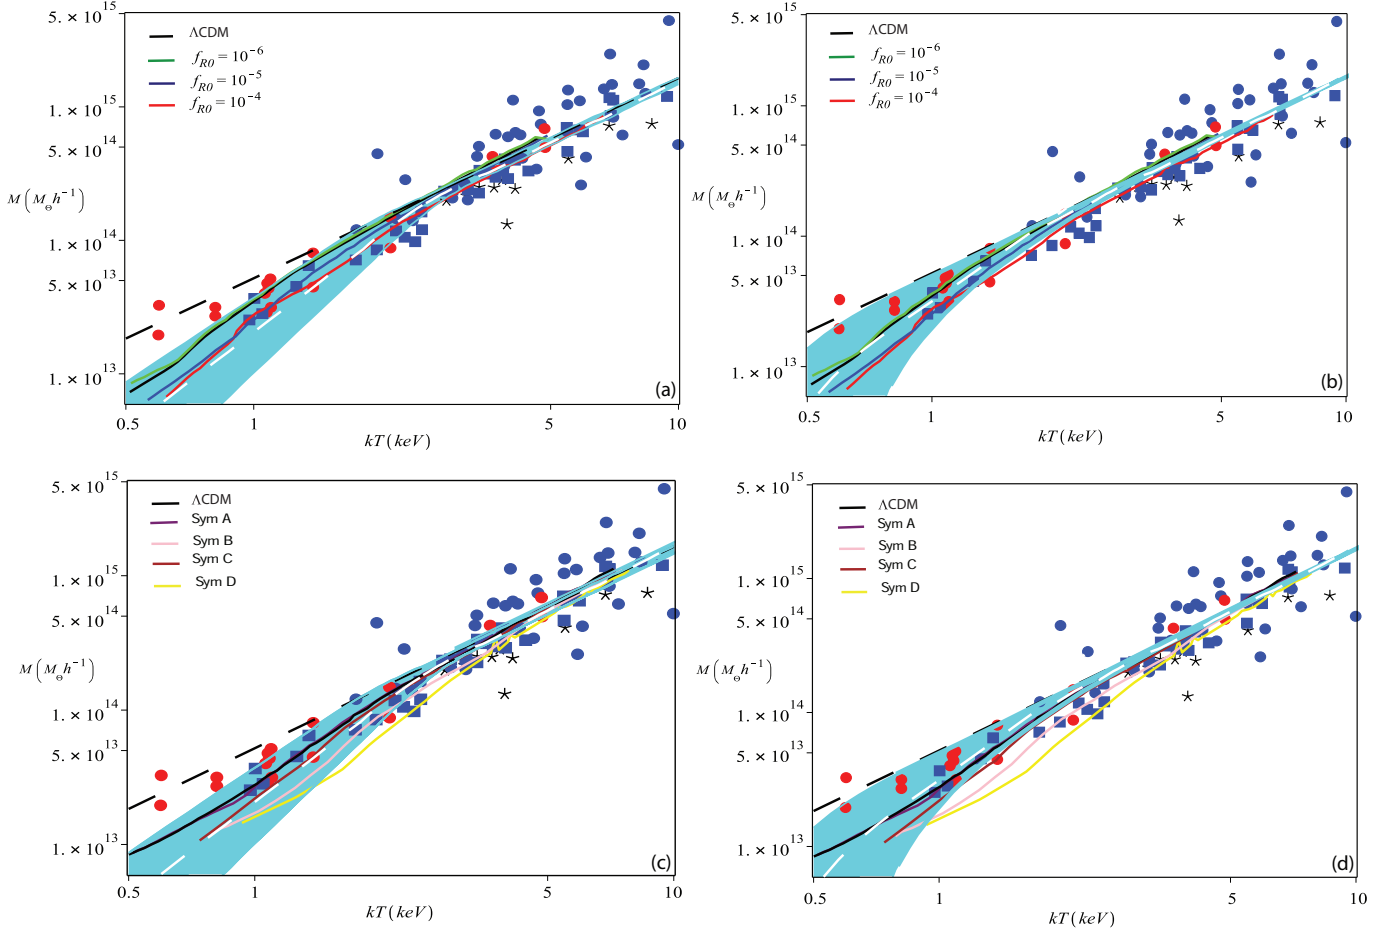 5. × 10^15
ΛCDM
f_R0 = 10^-6
f_R0 = 10^-5
f_R0 = 10^-4
1. × 10^15
5. × 10^14
M (M_Θ h^-1)
1. × 10^14
5. × 10^13
1. × 10^13
(a)
0.5 1 5 10
kT (keV)
5. × 10^15
ΛCDM
f_R0 = 10^-6
f_R0 = 10^-5
f_R0 = 10^-4
1. × 10^15
5. × 10^14
M (M_Θ h^-1)
1. × 10^14
5. × 10^13
1. × 10^13
(b)
0.5 1 5 10
kT (keV)
5. × 10^15
ΛCDM
Sym A
Sym B
Sym C
Sym D
1. × 10^15
5. × 10^14
M (M_Θ h^-1)
1. × 10^14
5. × 10^13
1. × 10^13
(c)
0.5 1 5 10
kT (keV)
5. × 10^15
ΛCDM
Sym A
Sym B
Sym C
Sym D
1. × 10^15
5. × 10^14
M (M_Θ h^-1)
1. × 10^14
5. × 10^13
1. × 10^13
(d)
0.5 1 5 10
kT (keV)